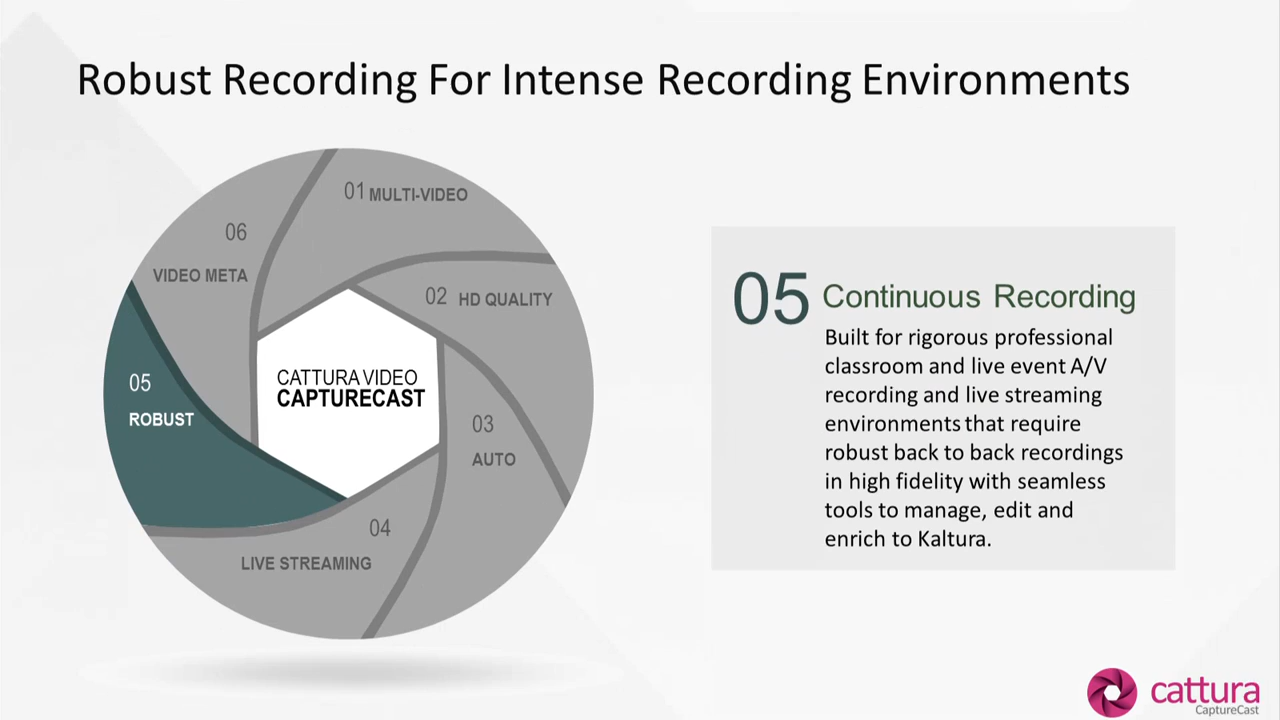 Robust Recording For Intense Recording Environments
01 MULTI-VIDEO
02 HD QUALITY
03
AUTO
04
LIVE STREAMING
05
ROBUST
06
VIDEO META
CATTURA VIDEO
CAPTURECAST
05 Continuous Recording
Built for rigorous professional
classroom and live event A/V
recording and live streaming
environments that require
robust back to back recordings
in high fidelity with seamless
tools to manage, edit and
enrich to Kaltura.
cattura
CaptureCast